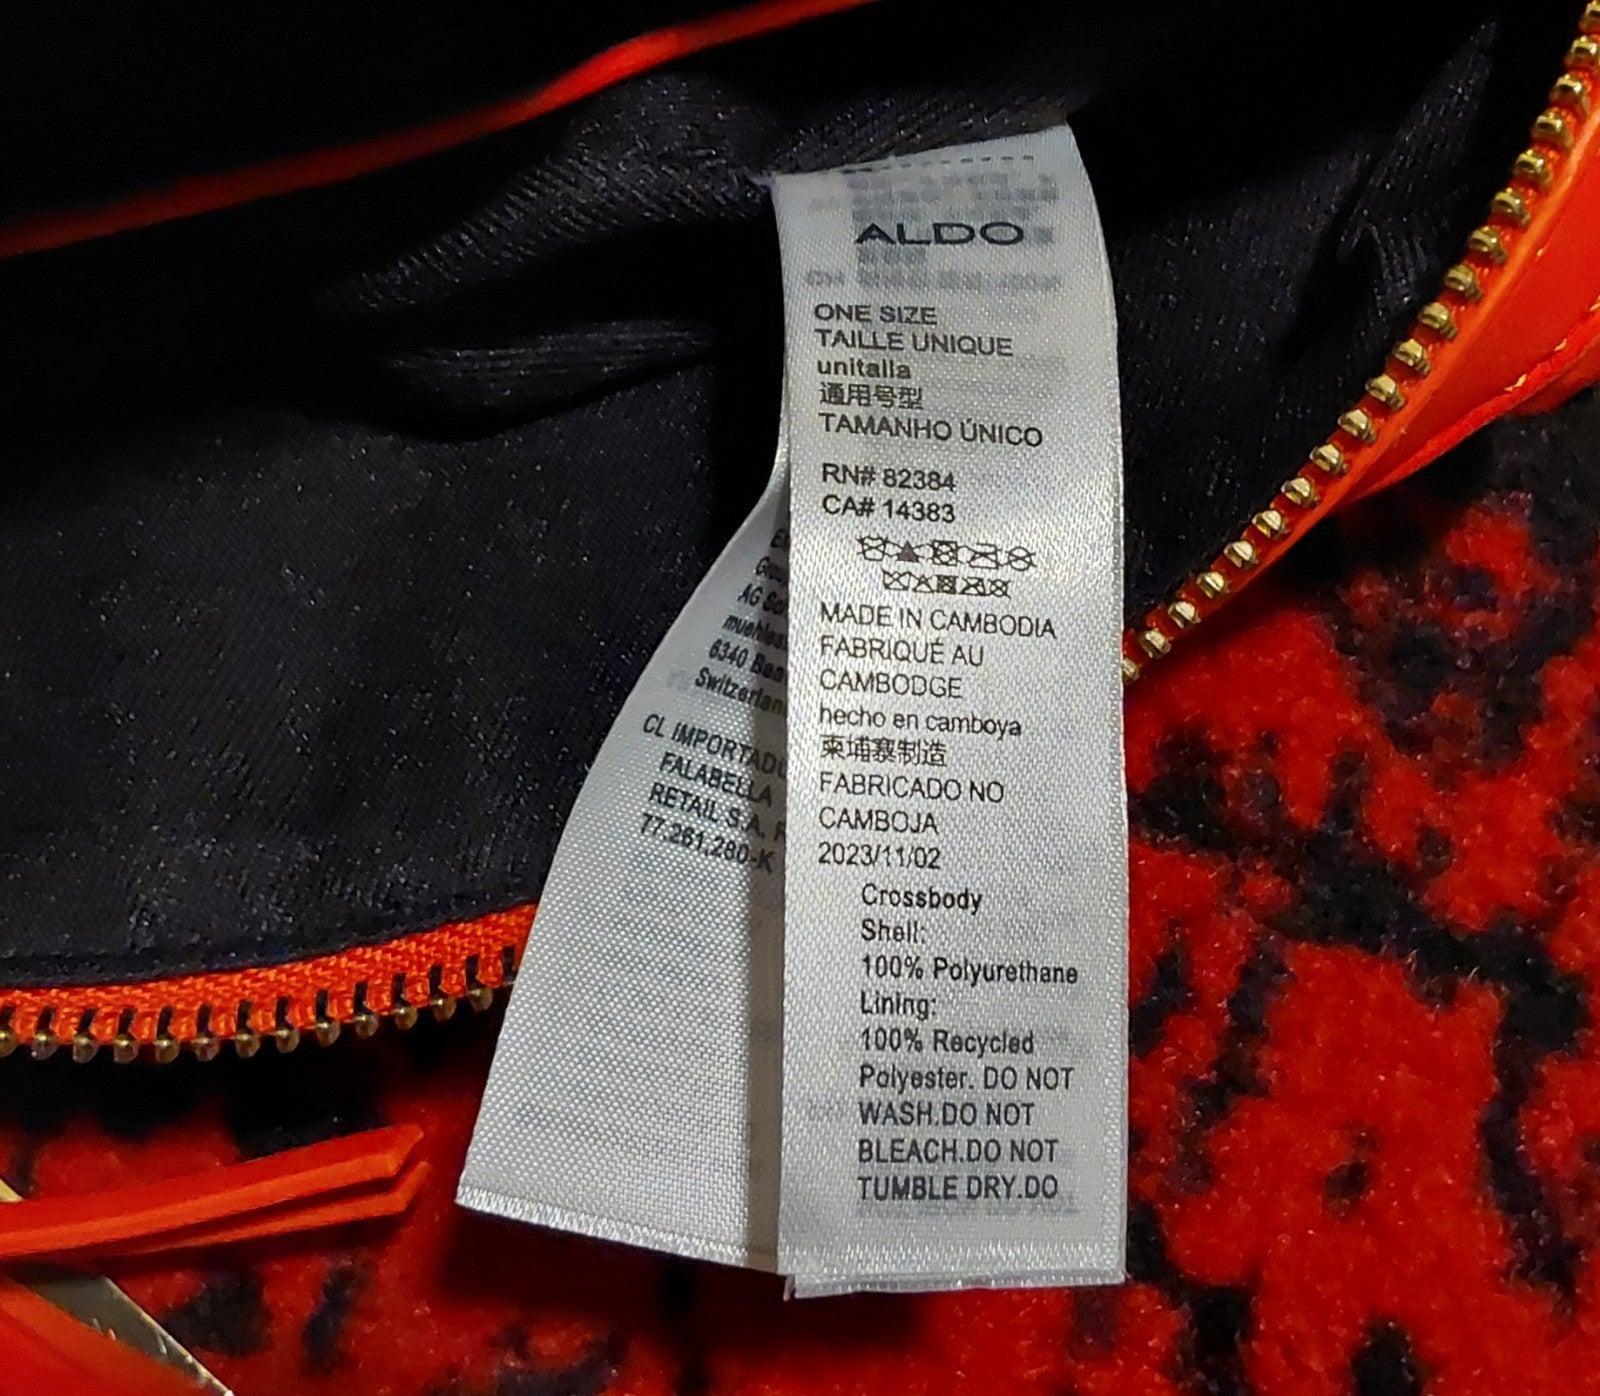 ALDO
ONE SIZE
TAILLE UNIQUE
unitalla
通用号型
TAMANHO ÚNICO
RN# 82384
CA# 14383
MADE IN CAMBODIA
FABRIQUÉ AU
CAMBODGE
hecho en camboya
柬埔寨制造
FABRICADO NO
CAMBOJA
2023/11/02
Crossbody
Shell:
100% Polyurethane
Lining:
100% Recycled
Polyester. DO NOT
WASH.DO NOT
BLEACH.DO NOT
TUMBLE DRY.DO
AG
6340
CL
FALABELLA
RETAIL S.A.
77.261.280-K